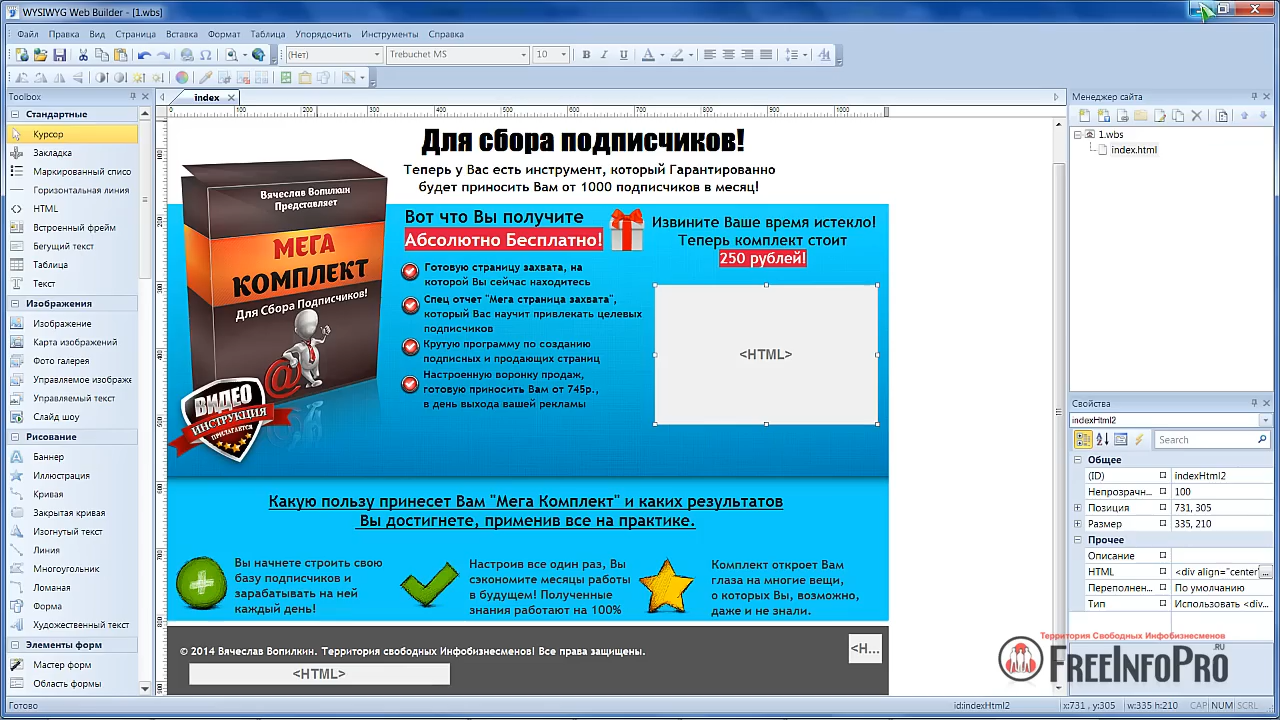 WYSIWYG Web Builder - [1.wbs]
Файл Правка Вид Страница Вставка Формат Таблица Упорядочить Инструменты Справка
(Нет) Trebuchet MS 10 B I U A
Toolbox
Стандартные
Курсор
Закладка
Маркированный списо
Горизонтальная линия
HTML
Встроенный фрейм
Бегущий текст
Таблица
Текст
Изображения
Изображение
Карта изображений
Фото галерея
Управляемое изображе
Управляемый текст
Слайд шоу
Рисование
Баннер
Иллюстрация
Кривая
Закрытая кривая
Изогнутый текст
Линия
Многоугольник
Ломаная
Форма
Художественный текст
Элементы форм
Мастер форм
Область формы
Готово
index
0 100 200 300 400 500 600 700 800 900 1000
Для сбора подписчиков!
Теперь у Вас есть инструмент, который Гарантированно
будет приносить Вам от 1000 подписчиков в месяц!
Вячеслав Вопилкин
Представляет
МЕГА
КОМПЛЕКТ
Для Сбора Подписчиков!
@
ВИДЕО
ИНСТРУКЦИЯ
ПРИЛАГАЕТСЯ
Вот что Вы получите
Абсолютно Бесплатно!
Готовую страницу захвата, на
которой Вы сейчас находитесь
Спец отчет "Мега страница захвата",
который Вас научит привлекать целевых
подписчиков
Крутую программу по созданию
подписных и продающих страниц
Настроенную воронку продаж,
готовую приносить Вам от 745р.,
в день выхода вашей рекламы
Извините Ваше время истекло!
Теперь комплект стоит
250 рублей!
<HTML>
Какую пользу принесет Вам "Мега Комплект" и каких результатов
Вы достигнете, применив все на практике.
Вы начнете строить свою
базу подписчиков и
зарабатывать на ней
каждый день!
Настроив все один раз, Вы
сэкономите месяцы работы
в будущем! Полученные
знания работают на 100%
Комплект откроет Вам
глаза на многие вещи,
о которых Вы, возможно,
даже и не знали.
© 2014 Вячеслав Вопилкин. Территория свободных Инфобизнесменов! Все права защищены.
<H...
<HTML>
Менеджер сайта
1.wbs
index.html
Свойства
indexHtml2
Search
Общее
(ID) indexHtml2
Непрозрачн... 100
Позиция 731, 305
Размер 335, 210
Прочее
Описание
HTML <div align="center ...
Переполнен... По умолчанию
Тип Использовать <div...
Территория Свободных Инфобизнесменов
FreeInfoPro .RU
id:indexHtml2 x:731 ,y:305 w:335 h:210 CAP NUM SCRL